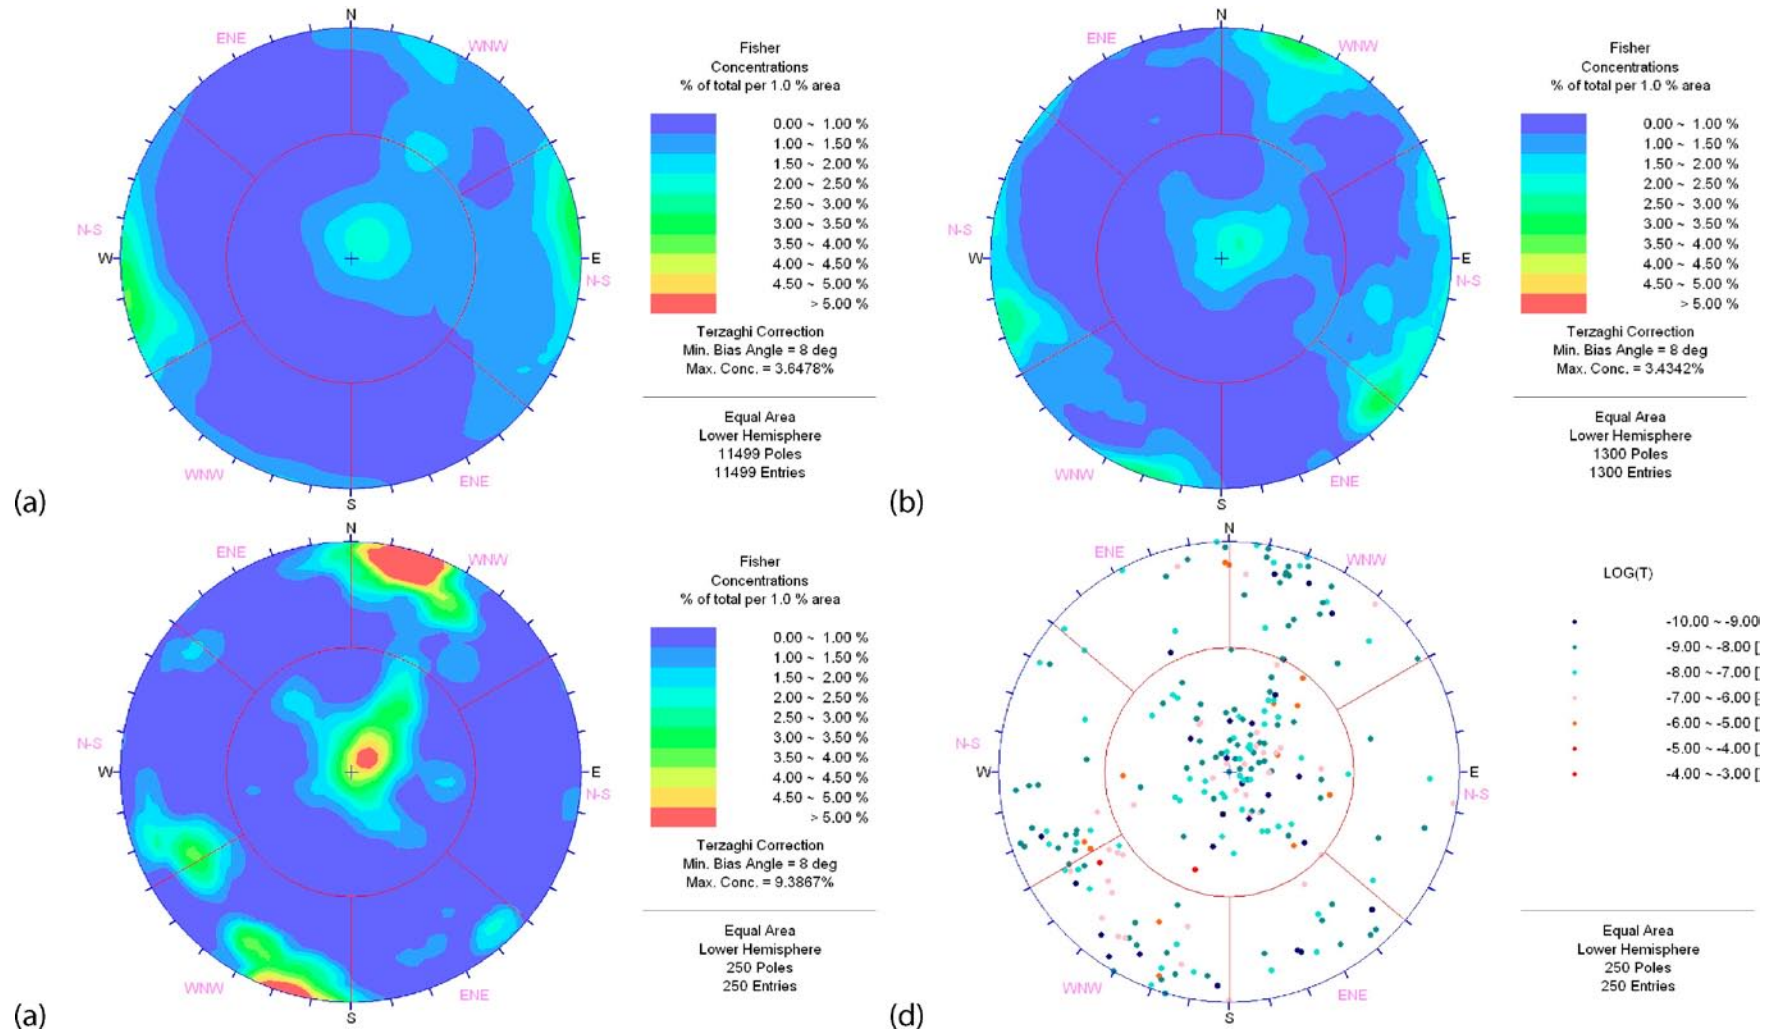 N
ENE
WNW
N-S
W
E
N-S
WNW
ENE
S
(a)
Fisher
Concentrations
% of total per 1.0 % area
0.00 ~ 1.00 %
1.00 ~ 1.50 %
1.50 ~ 2.00 %
2.00 ~ 2.50 %
2.50 ~ 3.00 %
3.00 ~ 3.50 %
3.50 ~ 4.00 %
4.00 ~ 4.50 %
4.50 ~ 5.00 %
> 5.00 %
Terzaghi Correction
Min. Bias Angle = 8 deg
Max. Conc. = 3.6478%
Equal Area
Lower Hemisphere
11499 Poles
11499 Entries
N
ENE
WNW
N-S
W
E
N-S
WNW
ENE
S
(b)
Fisher
Concentrations
% of total per 1.0 % area
0.00 ~ 1.00 %
1.00 ~ 1.50 %
1.50 ~ 2.00 %
2.00 ~ 2.50 %
2.50 ~ 3.00 %
3.00 ~ 3.50 %
3.50 ~ 4.00 %
4.00 ~ 4.50 %
4.50 ~ 5.00 %
> 5.00 %
Terzaghi Correction
Min. Bias Angle = 8 deg
Max. Conc. = 3.4342%
Equal Area
Lower Hemisphere
1300 Poles
1300 Entries
N
ENE
WNW
N-S
W
E
N-S
WNW
ENE
S
(a)
Fisher
Concentrations
% of total per 1.0 % area
0.00 ~ 1.00 %
1.00 ~ 1.50 %
1.50 ~ 2.00 %
2.00 ~ 2.50 %
2.50 ~ 3.00 %
3.00 ~ 3.50 %
3.50 ~ 4.00 %
4.00 ~ 4.50 %
4.50 ~ 5.00 %
> 5.00 %
Terzaghi Correction
Min. Bias Angle = 8 deg
Max. Conc. = 9.3867%
Equal Area
Lower Hemisphere
250 Poles
250 Entries
N
ENE
WNW
N-S
W
E
N-S
WNW
ENE
S
(d)
LOG(T)
-10.00 ~ -9.00
-9.00 ~ -8.00 [
-8.00 ~ -7.00 [
-7.00 ~ -6.00 [
-6.00 ~ -5.00 [
-5.00 ~ -4.00 [
-4.00 ~ -3.00 [
Equal Area
Lower Hemisphere
250 Poles
250 Entries